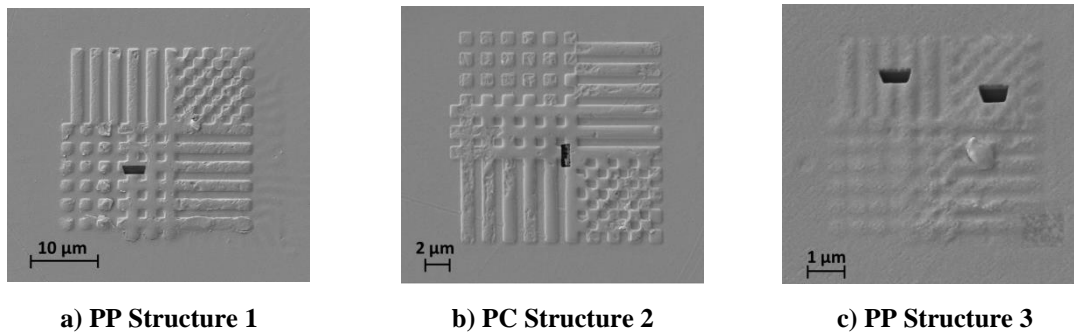 10 µm
2 µm
1 µm
a) PP Structure 1
b) PC Structure 2
c) PP Structure 3